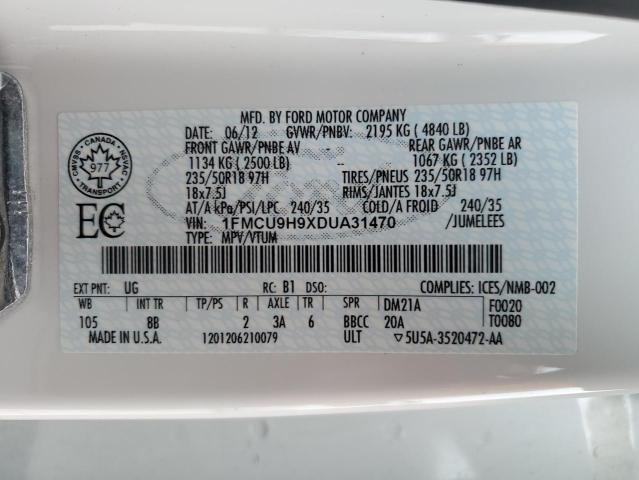 MFD. BY FORD MOTOR COMPANY
DATE: 06/12 GVWR/PNBV: 2195 KG ( 4840 LB)
FRONT GAWR/PNBE AV REAR GAWR/PNBE AR
1134 KG ( 2500 LB) -- 1067 KG ( 2352 LB)
235/50R18 97H TIRES/PNEUS 235/50R18 97H
18x7.5J RIMS/JANTES 18x7.5J
AT/A kPa/PSI/LPC 240/35 COLD/A FROID 240/35
VIN: 1FMCU9H9XDUA31470 /JUMELEES
TYPE: MPV/VTUM
CANADA
CMVSS NSVAC
977
TRANSPORT
EC
EXT PNT: UG RC: B1 DSO: COMPLIES: ICES/NMB-002
WB INT TR TP/PS R AXLE TR SPR DM21A F0020
105 8B 2 3A 6 BBCC 20A T0080
MADE IN U.S.A. 1201206210079 ULT ▽5U5A-3520472-AA